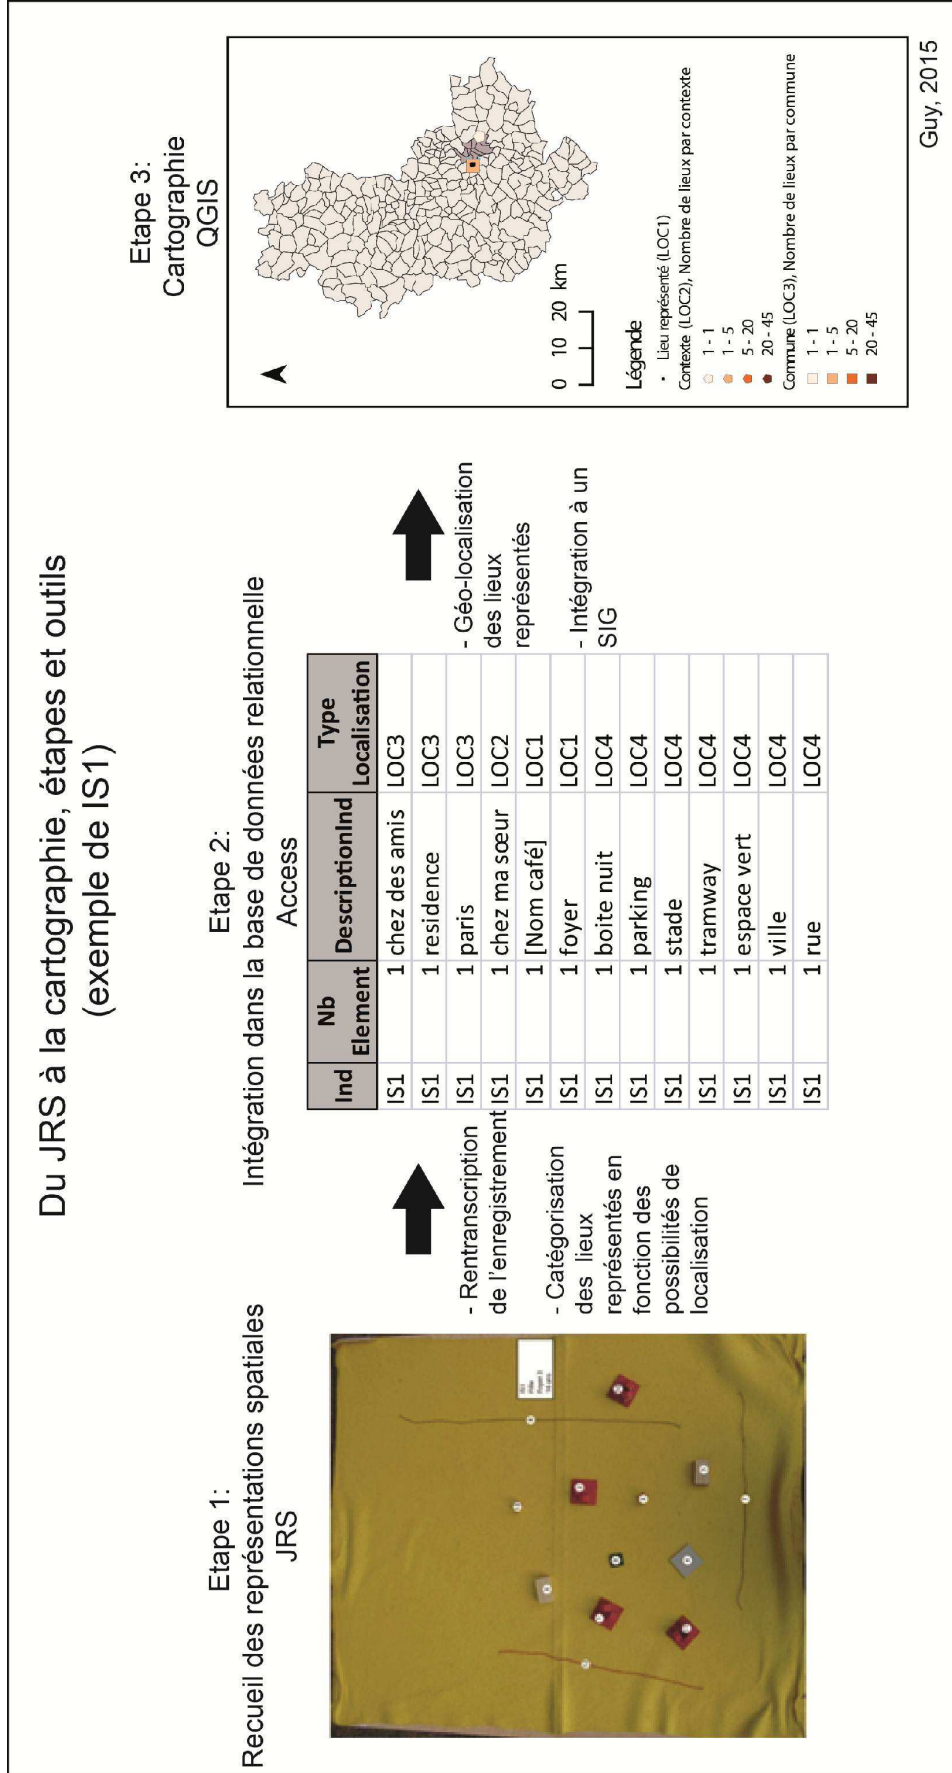 Du JRS à la cartographie, étapes et outils
(exemple de IS1)
Etape 1:
Recueil des représentations spatiales
JRS
- Rentranscription
de l'enregistrement
- Catégorisation
des lieux
représentés en
fonction des
possibilités de
localisation
Etape 2:
Intégration dans la base de données relationnelle
Access
Ind Nb Element DescriptionInd Type Localisation
IS1 1 chez des amis LOC3
IS1 1 residence LOC3
IS1 1 paris LOC3
IS1 1 chez ma sœur LOC2
IS1 1 [Nom café] LOC1
IS1 1 foyer LOC1
IS1 1 boite nuit LOC4
IS1 1 parking LOC4
IS1 1 stade LOC4
IS1 1 tramway LOC4
IS1 1 espace vert LOC4
IS1 1 ville LOC4
IS1 1 rue LOC4
- Géo-localisation
des lieux
représentés
- Intégration à un
SIG
Etape 3:
Cartographie
QGIS
0 10 20 km
Légende
Lieu représenté (LOC1)
Contexte (LOC2), Nombre de lieux par contexte
1 - 1
1 - 5
5 - 20
20 - 45
Commune (LOC3), Nombre de lieux par commune
1 - 1
1 - 5
5 - 20
20 - 45
Guy, 2015